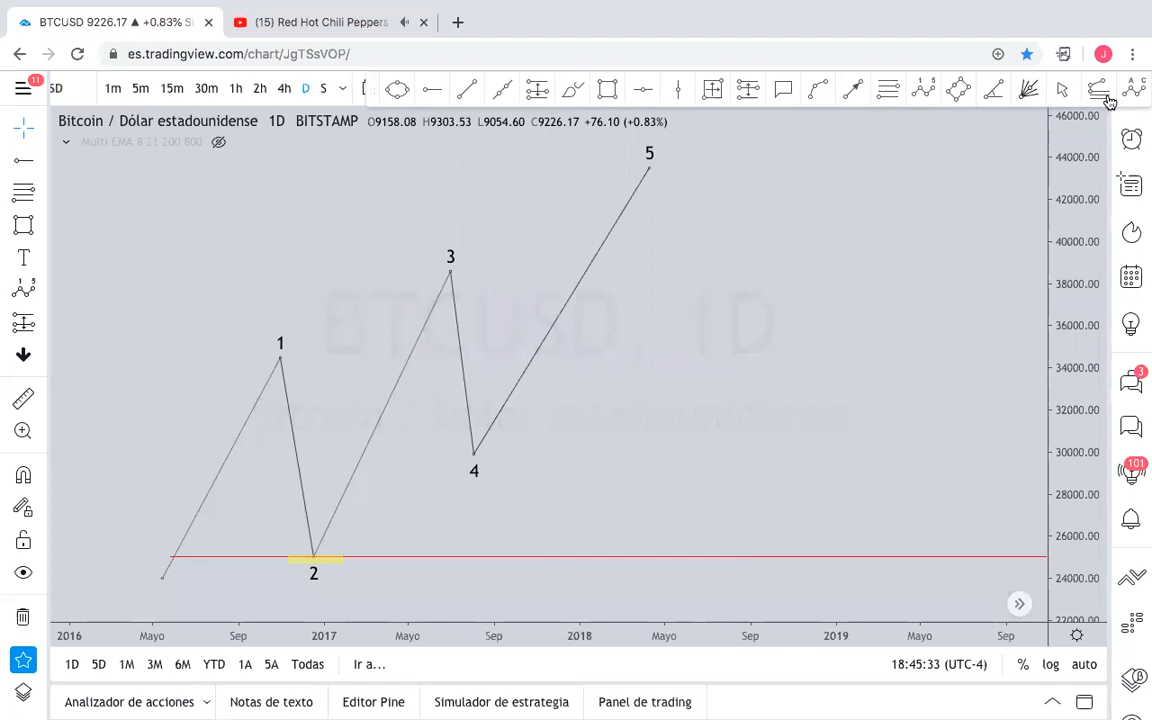 BTCUSD 9226.17 ▲ +0.83% S
(15) Red Hot Chili Peppers
es.tradingview.com/chart/JgTSsVOP/
J
11
SD 1m 5m 15m 30m 1h 2h 4h D S
Bitcoin / Dólar estadounidense 1D BITSTAMP O9158.08 H9303.53 L9054.60 C9226.17 +76.10 (+0.83%)
Multi EMA 8 21 200 800
BTCUSD, 1D
Bitcoin / Dólar estadounidense
1
2
3
4
5
46000.00
44000.00
42000.00
40000.00
38000.00
36000.00
34000.00
32000.00
30000.00
28000.00
26000.00
24000.00
22000.00
3
101
2016 Mayo Sep 2017 Mayo Sep 2018 Mayo Sep 2019 Mayo Sep
1D 5D 1M 3M 6M YTD 1A 5A Todas Ir a... 18:45:33 (UTC-4) % log auto
Analizador de acciones Notas de texto Editor Pine Simulador de estrategia Panel de trading